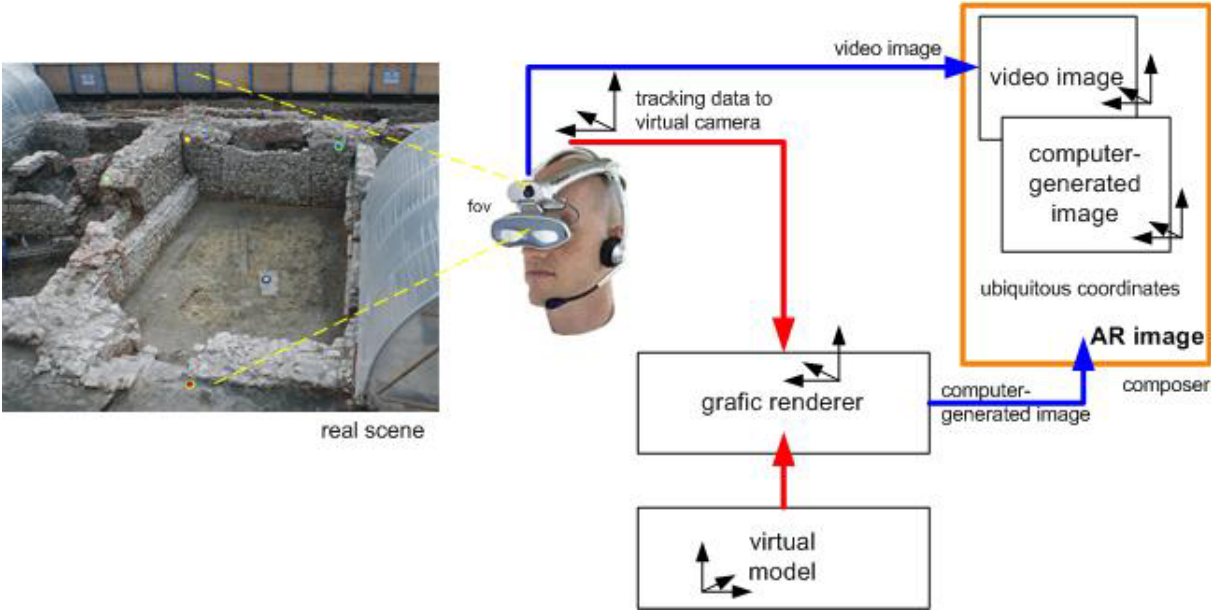 video image
video image
tracking data to
virtual camera
computer-
generated
image
fov
ubiquitous coordinates
AR image
composer
grafic renderer
computer-
generated image
real scene
virtual
model